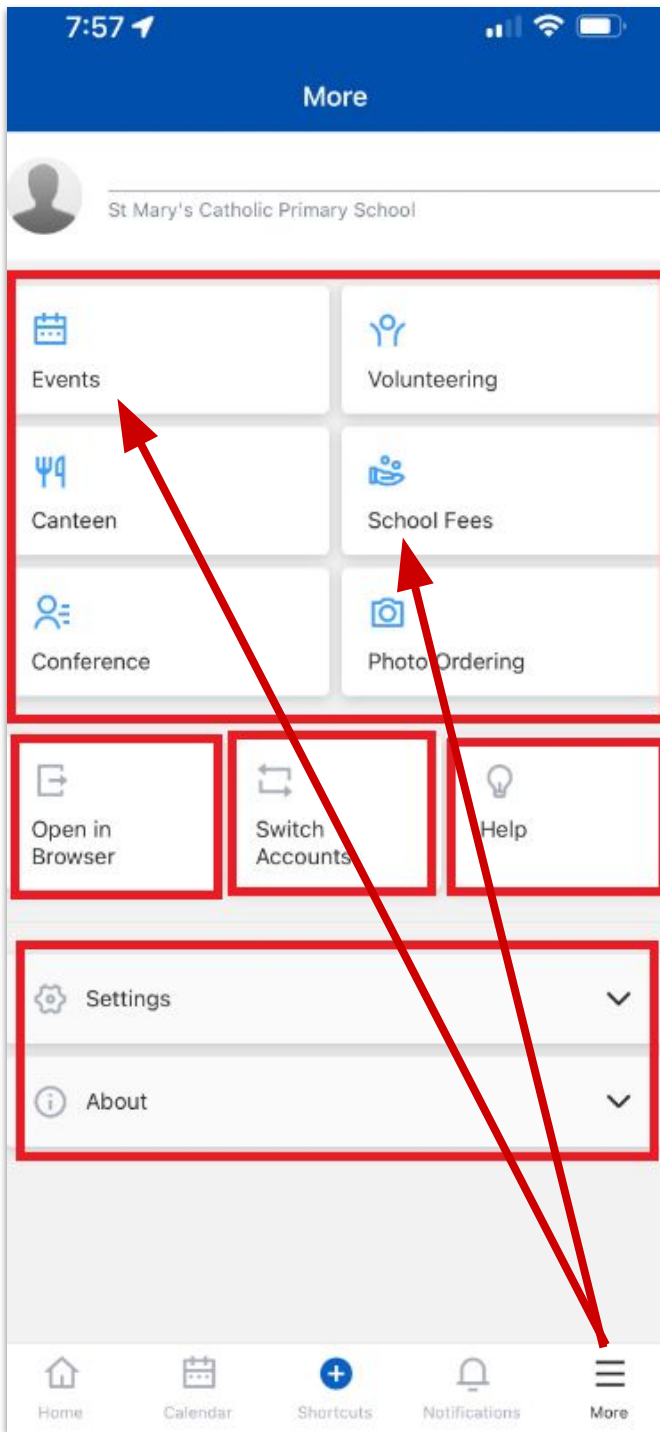 7:57
More
St Mary's Catholic Primary School
Events
Volunteering
Canteen
School Fees
Conference
Photo Ordering
Open in
Browser
Switch
Accounts
Help
Settings
About
Home
Calendar
Shortcuts
Notifications
More